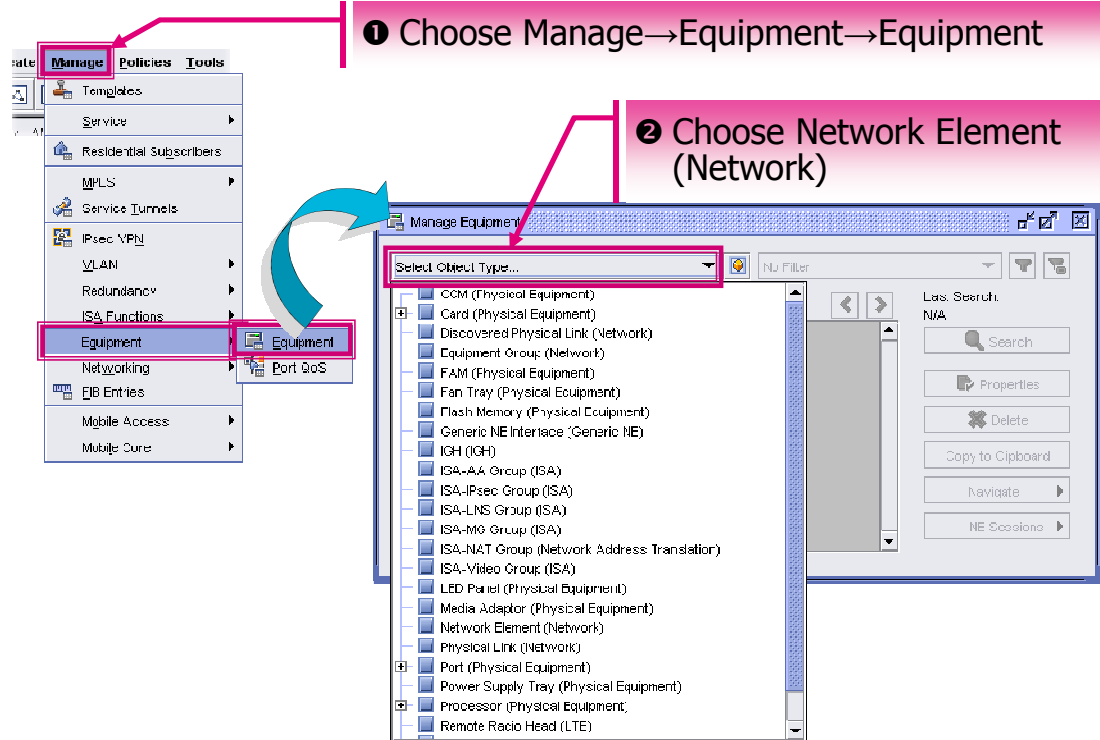 ❶ Choose Manage→Equipment→Equipment
❷ Choose Network Element
(Network)
eate Manage Policies Tools
Templates
Service
Residential Subscribers
MPLS
Service Tunnels
IPsec VPN
VLAN
Redundancy
ISA Functions
Equipment
Networking
FIB Entries
Mobile Access
Mobile Core
Equipment
Port QoS
Manage Equipment
Select Object Type...
No Filter
CCM (Physical Equipment)
Card (Physical Equipment)
Discovered Physical Link (Network)
Equipment Group (Network)
FAM (Physical Equipment)
Fan Tray (Physical Equipment)
Flash Memory (Physical Equipment)
Generic NE Interface (Generic NE)
IGH (IGH)
ISA-AA Group (ISA)
ISA-IPsec Group (ISA)
ISA-LNS Group (ISA)
ISA-MG Group (ISA)
ISA-NAT Group (Network Address Translation)
ISA-Video Group (ISA)
LED Panel (Physical Equipment)
Media Adaptor (Physical Equipment)
Network Element (Network)
Physical Link (Network)
Port (Physical Equipment)
Power Supply Tray (Physical Equipment)
Processor (Physical Equipment)
Remote Radio Head (LTE)
Last Search:
N/A
Search
Properties
Delete
Copy to Clipboard
Navigate
NE Sessions